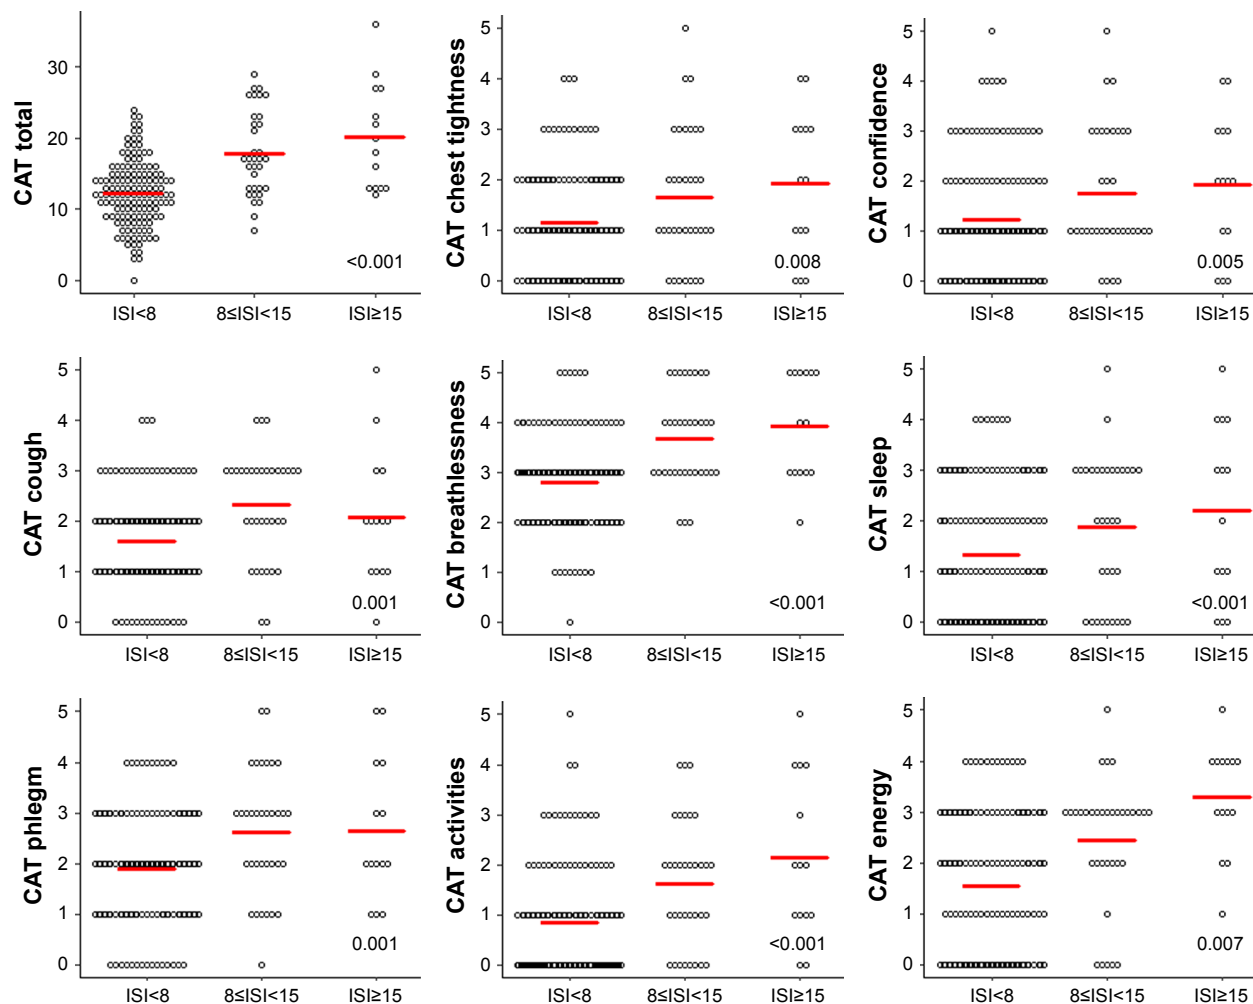 CAT total
30
20
10
0
<0.001
ISI<8
8≤ISI<15
ISI≥15
CAT chest tightness
5
4
3
2
1
0
0.008
ISI<8
8≤ISI<15
ISI≥15
CAT confidence
5
4
3
2
1
0
0.005
ISI<8
8≤ISI<15
ISI≥15
CAT cough
5
4
3
2
1
0
0.001
ISI<8
8≤ISI<15
ISI≥15
CAT breathlessness
5
4
3
2
1
0
<0.001
ISI<8
8≤ISI<15
ISI≥15
CAT sleep
5
4
3
2
1
0
<0.001
ISI<8
8≤ISI<15
ISI≥15
CAT phlegm
5
4
3
2
1
0
0.001
ISI<8
8≤ISI<15
ISI≥15
CAT activities
5
4
3
2
1
0
<0.001
ISI<8
8≤ISI<15
ISI≥15
CAT energy
5
4
3
2
1
0
0.007
ISI<8
8≤ISI<15
ISI≥15